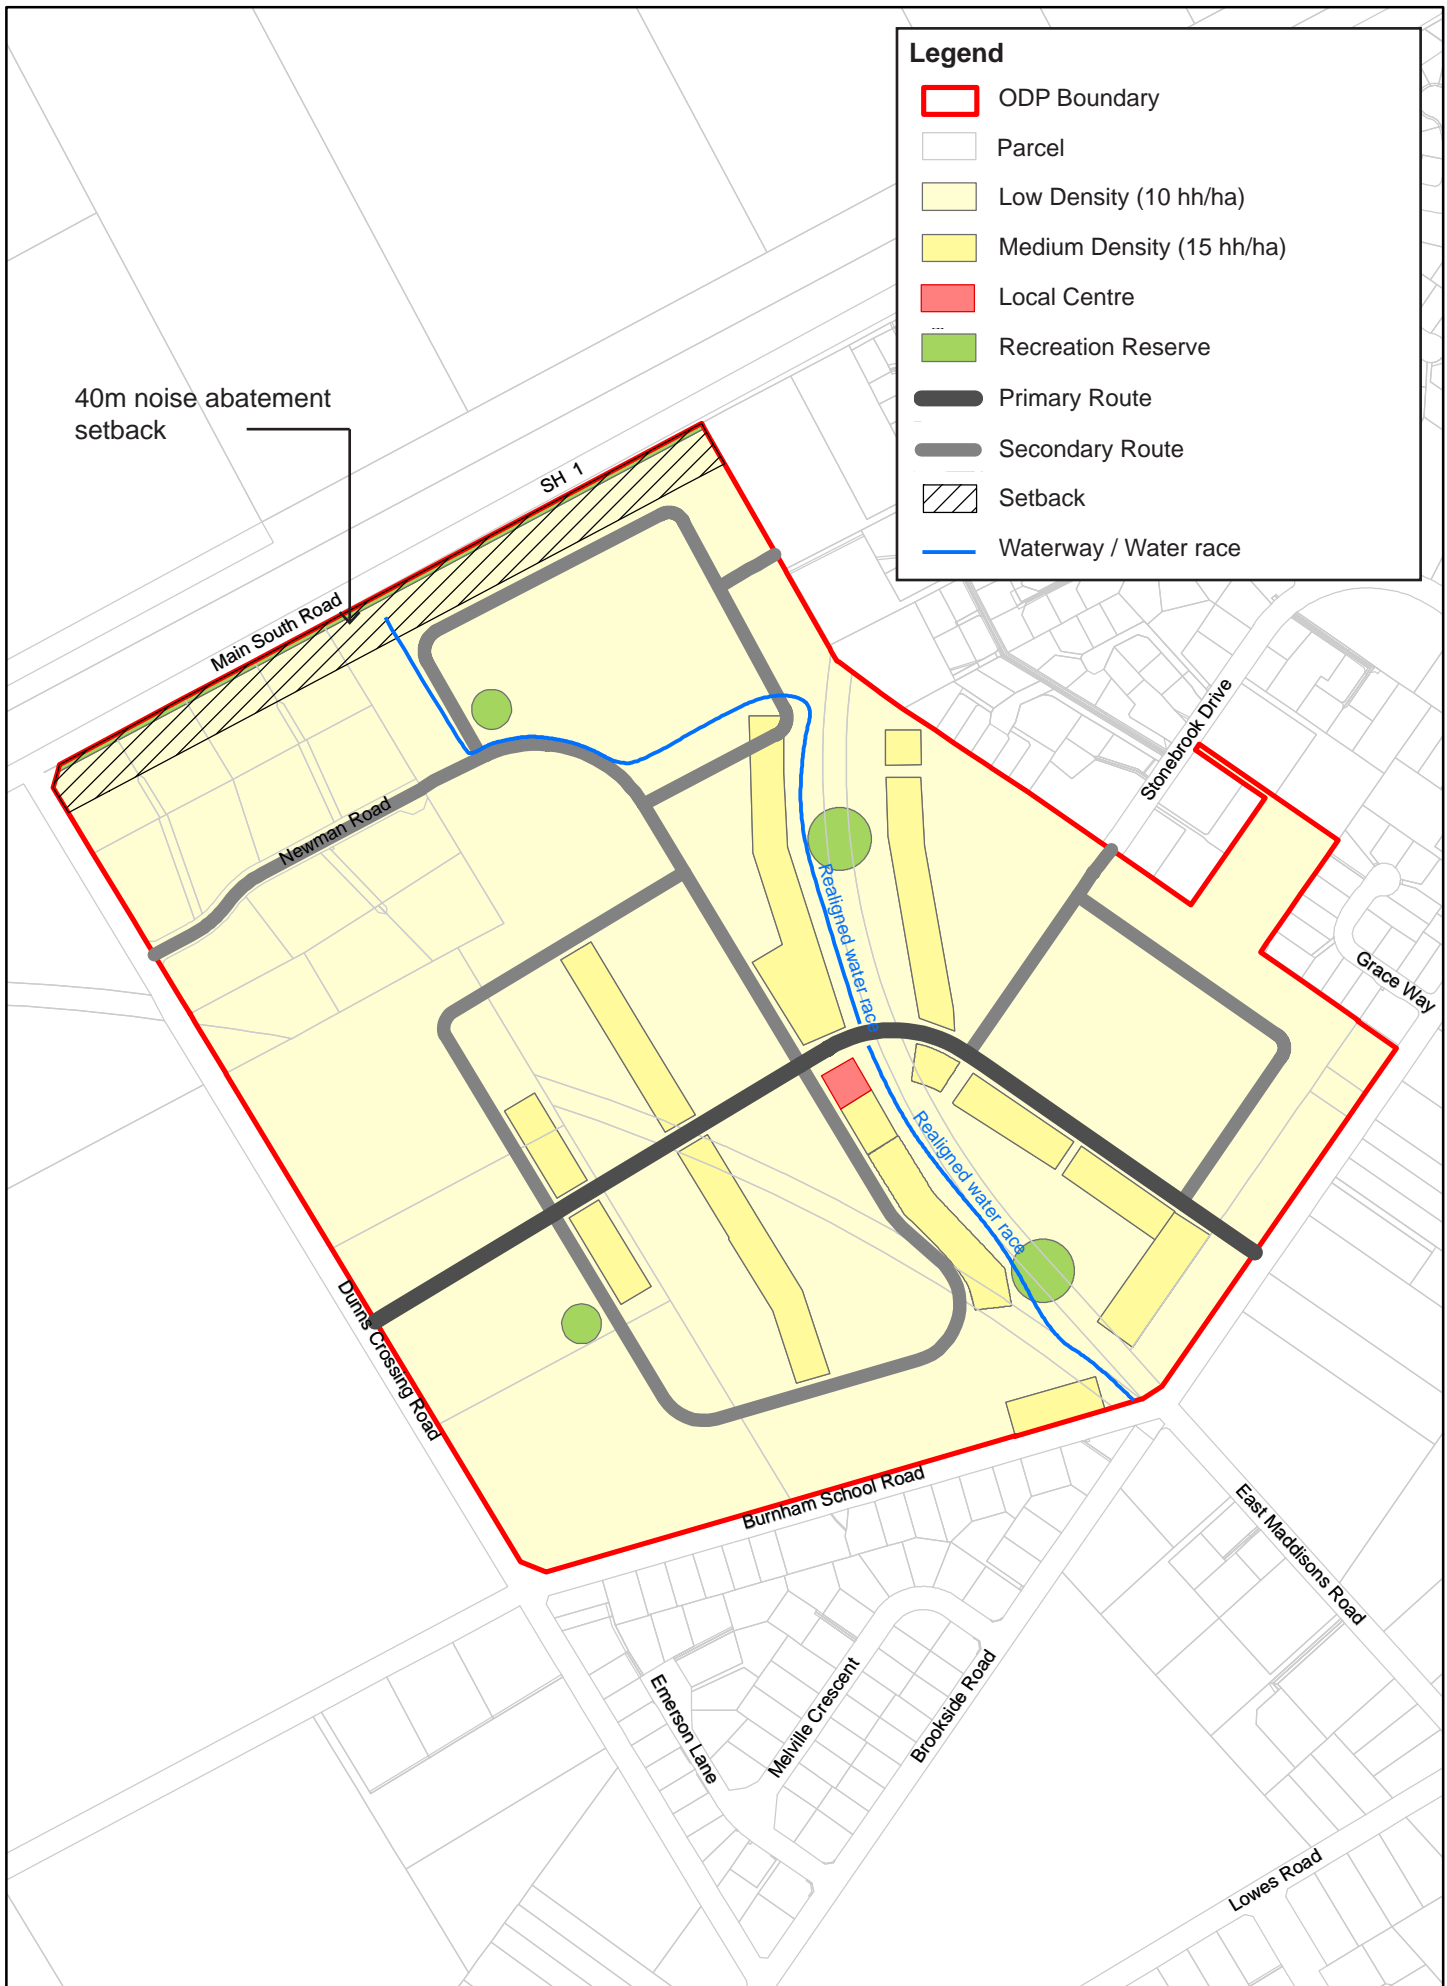 Legend
ODP Boundary
Parcel
Low Density (10 hh/ha)
Medium Density (15 hh/ha)
Local Centre
Recreation Reserve
Primary Route
Secondary Route
Setback
Waterway / Water race
40m noise abatement
setback
SH 1
Main South Road
Newman Road
Stonebrook Drive
Realigned water race
Grace Way
Realigned water race
Dunns Crossing Road
Burnham School Road
East Maddisons Road
Emerson Lane
Melville Crescent
Brookside Road
Lowes Road